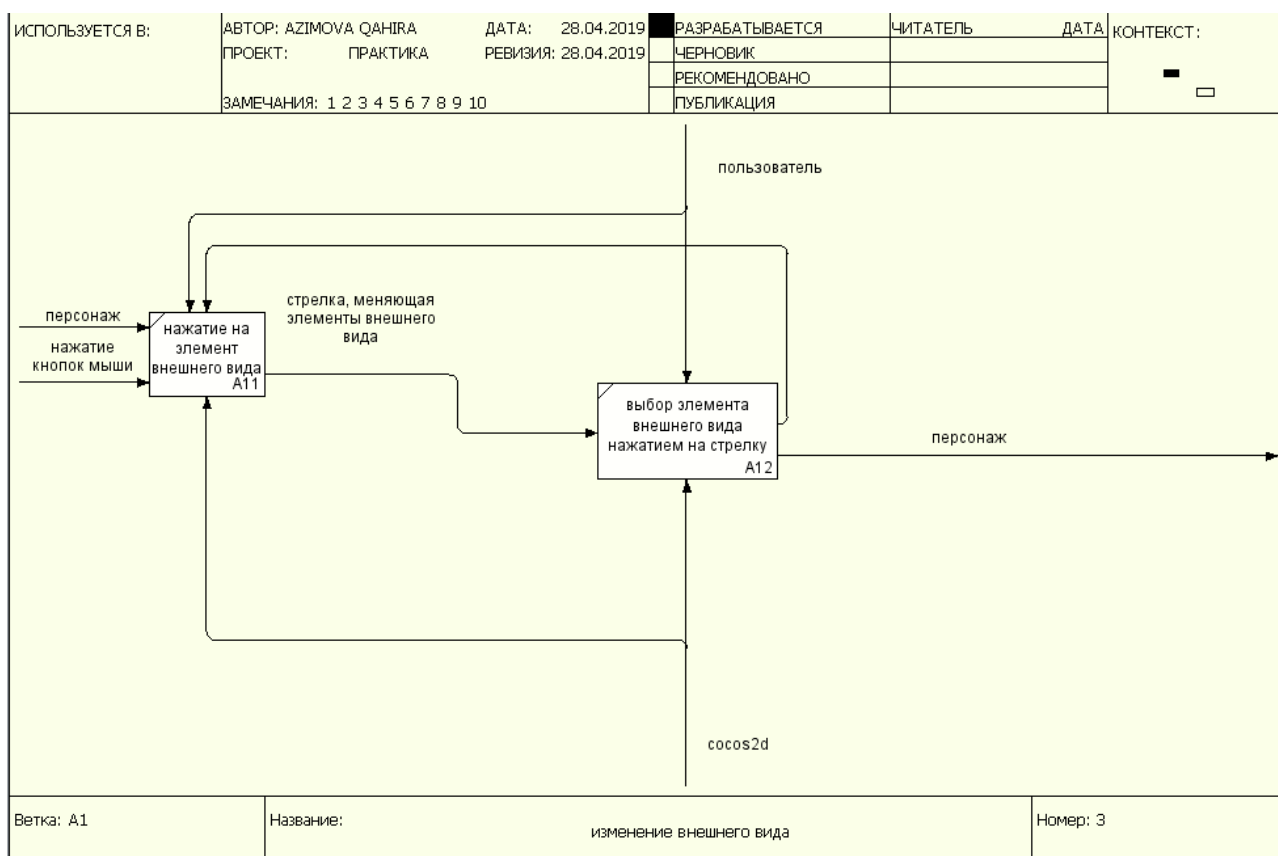 ИСПОЛЬЗУЕТСЯ В:
АВТОР: AZIMOVA QAHIRA
ДАТА: 28.04.2019
ПРОЕКТ: ПРАКТИКА
РЕВИЗИЯ: 28.04.2019
ЗАМЕЧАНИЯ: 1 2 3 4 5 6 7 8 9 10
РАЗРАБАТЫВАЕТСЯ
ЧЕРНОВИК
РЕКОМЕНДОВАНО
ПУБЛИКАЦИЯ
ЧИТАТЕЛЬ ДАТА
КОНТЕКСТ:
пользователь
персонаж
нажатие
кнопок мыши
нажатие на
элемент
внешнего вида
A11
стрелка, меняющая
элементы внешнего
вида
выбор элемента
внешнего вида
нажатием на стрелку
A12
персонаж
cocos2d
Ветка: A1
Название:
изменение внешнего вида
Номер: 3